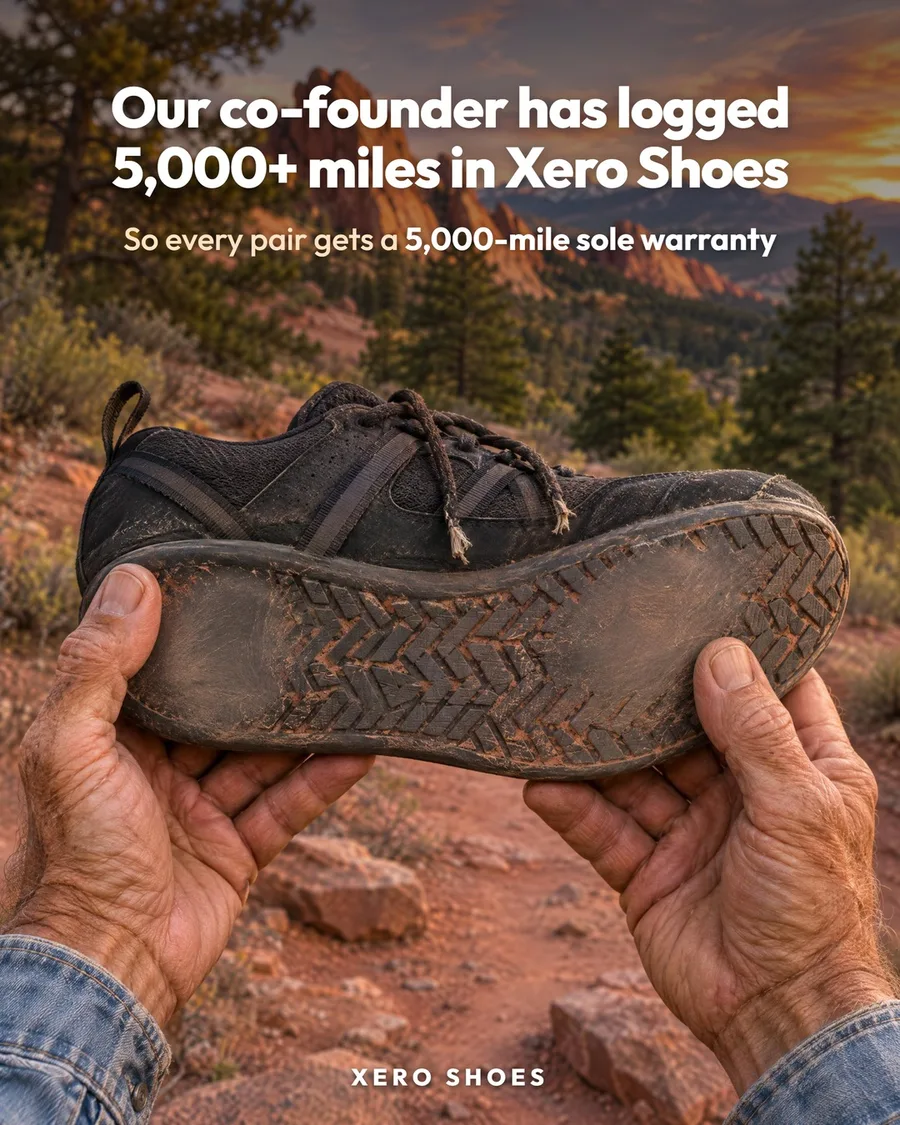 Our co-founder has logged
5,000+ miles in Xero Shoes
So every pair gets a 5,000-mile sole warranty
XERO SHOES